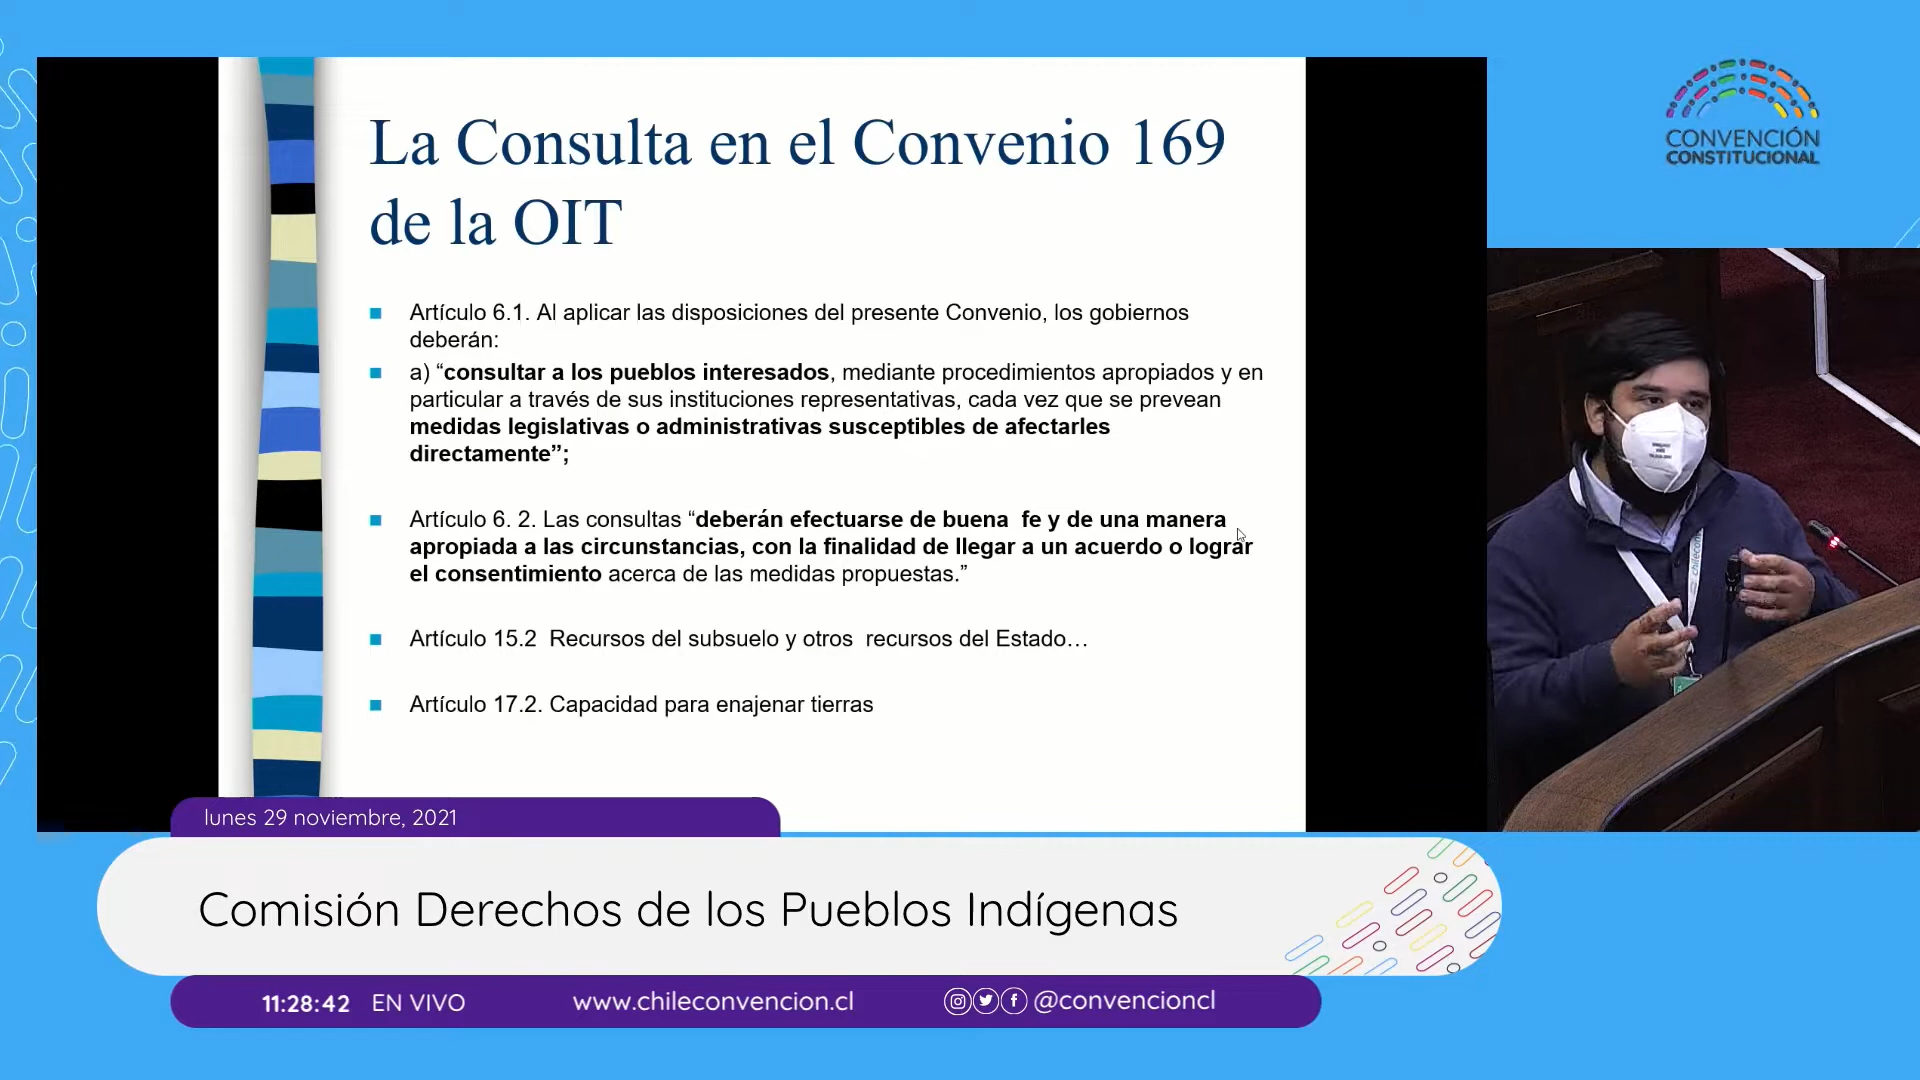 La Consulta en el Convenio 169
de la OIT
Artículo 6.1. Al aplicar las disposiciones del presente Convenio, los gobiernos
deberán:
a) “consultar a los pueblos interesados, mediante procedimientos apropiados y en
particular a través de sus instituciones representativas, cada vez que se prevean
medidas legislativas o administrativas susceptibles de afectarles
directamente”;
Artículo 6. 2. Las consultas “deberán efectuarse de buena fe y de una manera
apropiada a las circunstancias, con la finalidad de llegar a un acuerdo o lograr
el consentimiento acerca de las medidas propuestas.”
Artículo 15.2 Recursos del subsuelo y otros recursos del Estado…
Artículo 17.2. Capacidad para enajenar tierras
CONVENCIÓN
CONSTITUCIONAL
lunes 29 noviembre, 2021
Comisión Derechos de los Pueblos Indígenas
11:28:42 EN VIVO
www.chileconvencion.cl
@convencioncl